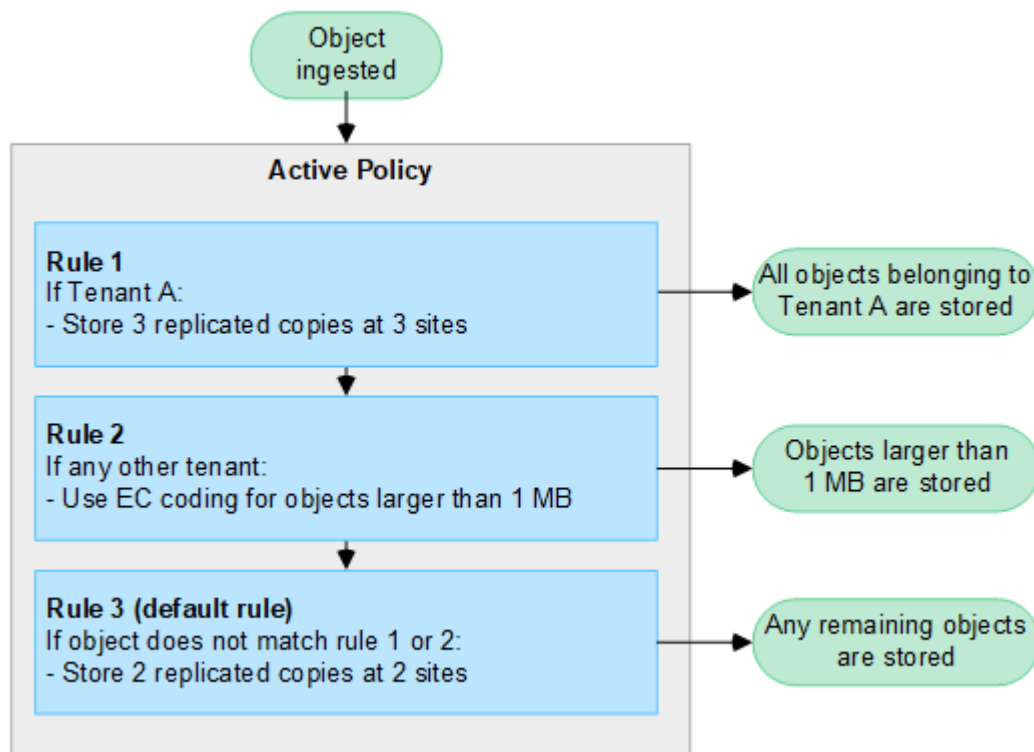 Object
ingested
Active Policy
Rule 1
If Tenant A:
- Store 3 replicated copies at 3 sites
All objects belonging to
Tenant A are stored
Rule 2
If any other tenant:
- Use EC coding for objects larger than 1 MB
Objects larger than
1 MB are stored
Rule 3 (default rule)
If object does not match rule 1 or 2:
- Store 2 replicated copies at 2 sites
Any remaining objects
are stored